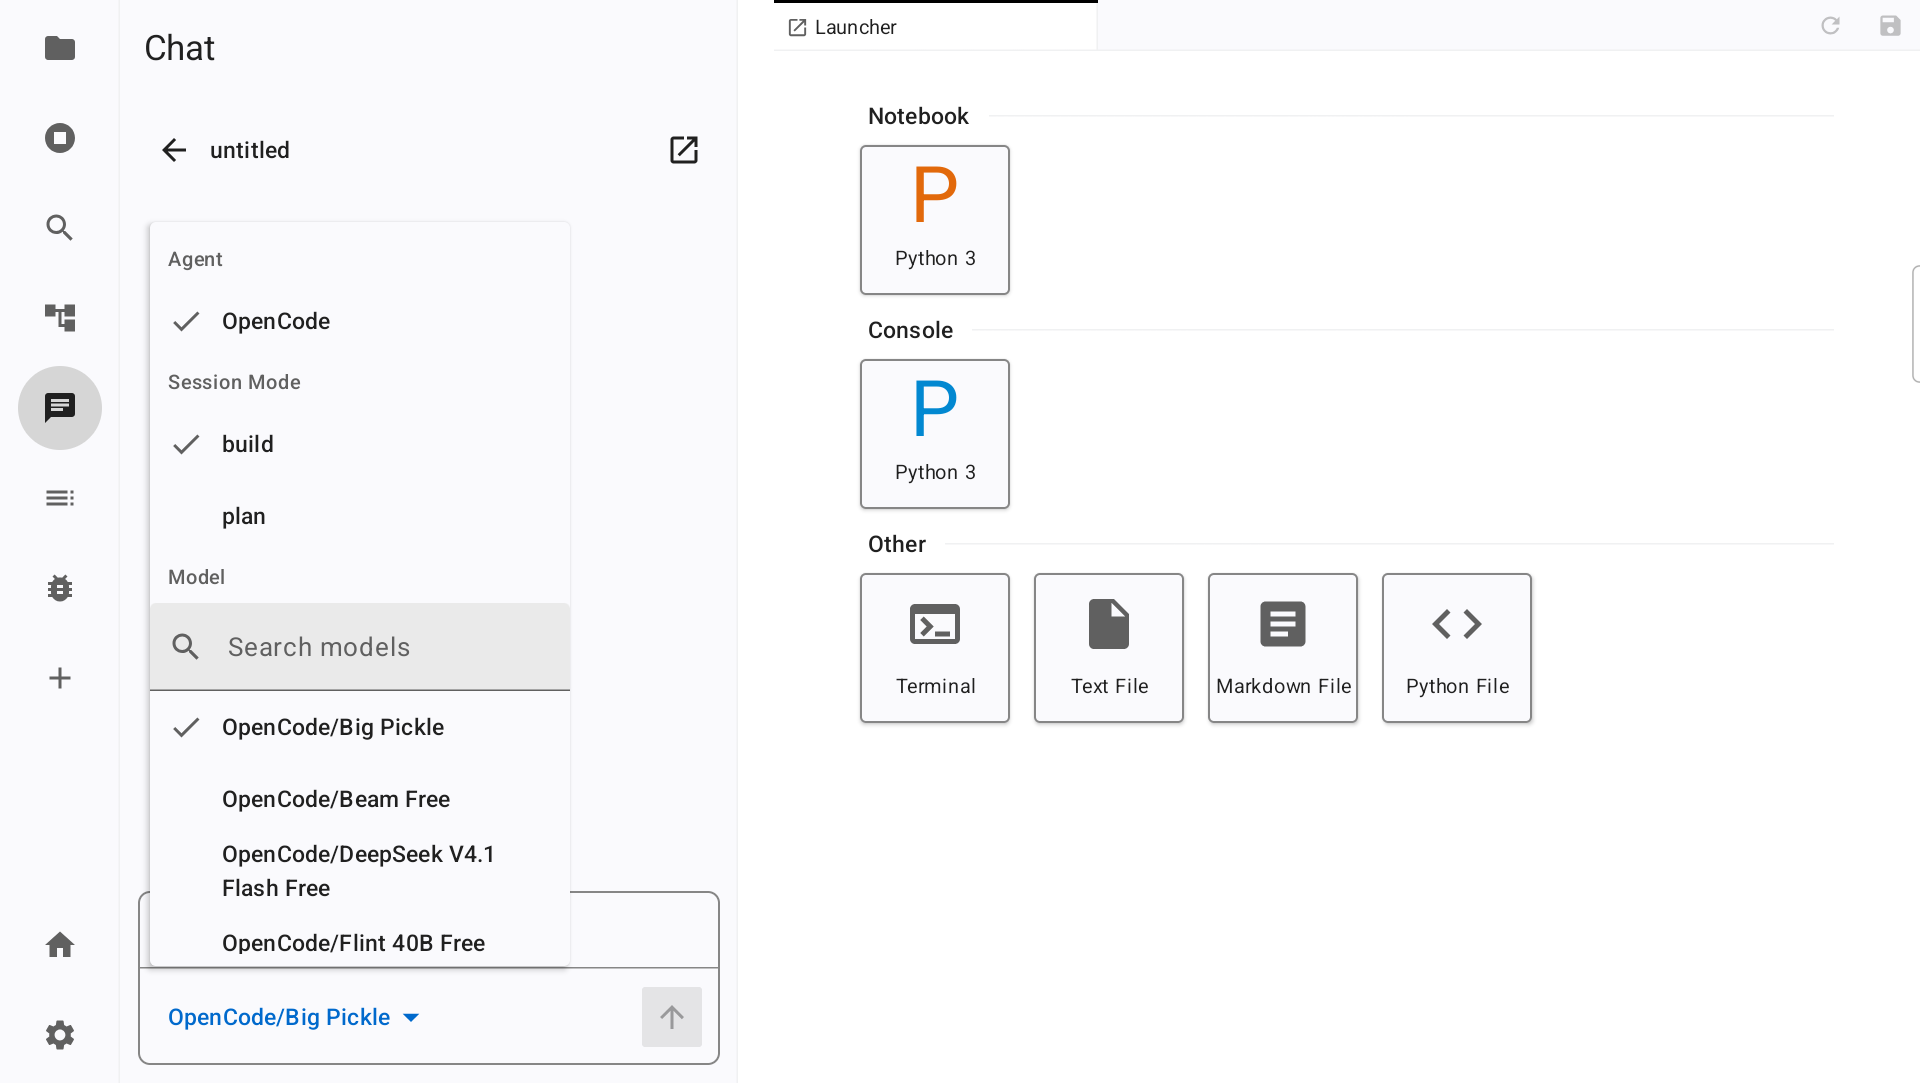 Chat
untitled
Agent
OpenCode
Session Mode
build
plan
Model
Search models
OpenCode/Big Pickle
OpenCode/Beam Free
OpenCode/DeepSeek V4.1
Flash Free
OpenCode/Flint 40B Free
OpenCode/Big Pickle
Launcher
Notebook
P
Python 3
Console
P
Python 3
Other
Terminal
Text File
Markdown File
Python File